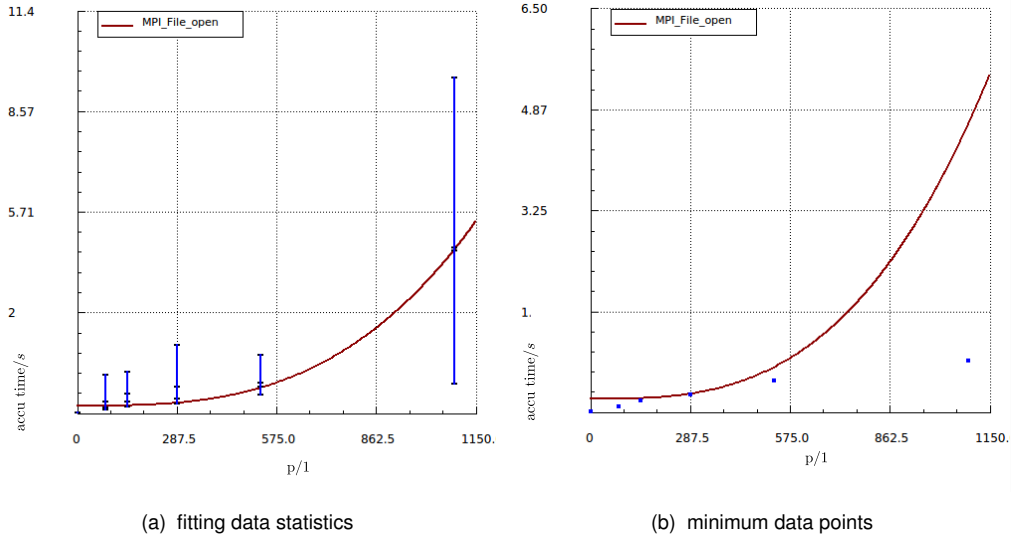 11.4
MPI_File_open
8.57
5.71
2
accu time/s
0
287.5
575.0
862.5
1150.
p/1
(a) fitting data statistics
6.50
MPI_File_open
4.87
3.25
1.
accu time/s
0
287.5
575.0
862.5
1150.
p/1
(b) minimum data points